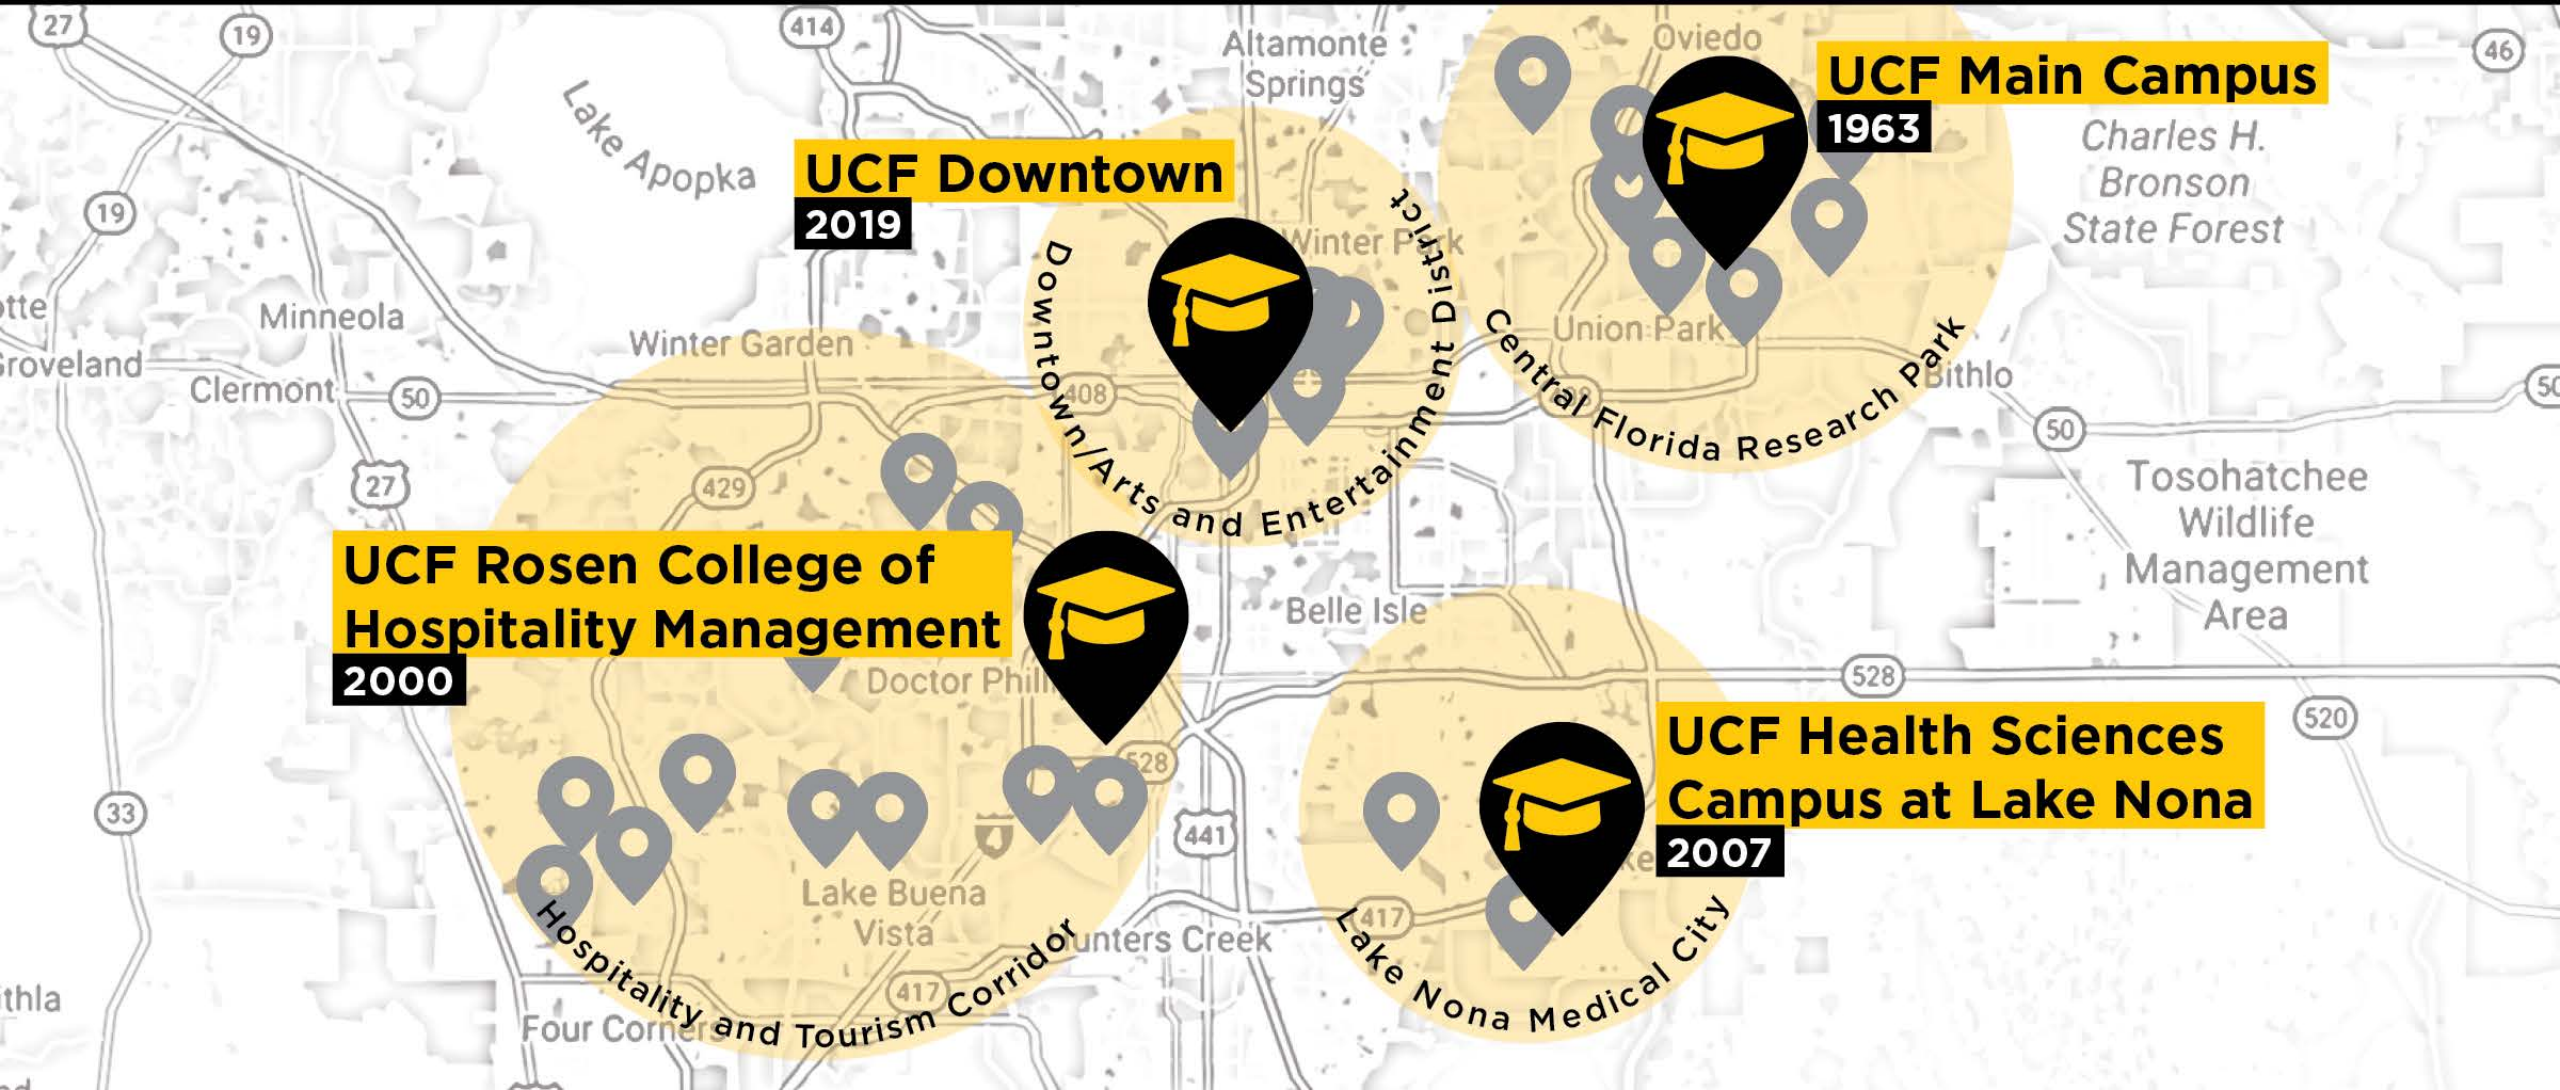 27
19
414
Altamonte
Springs
Oviedo
46
UCF Main Campus
1963
Charles H.
Bronson
State Forest
Lake Apopka
UCF Downtown
2019
19
Winter Park
Downtown/Arts and Entertainment District
Minneola
Winter Garden
Union Park
Central Florida Research Park
Bithlo
Clermont
50
408
50
27
429
Tosohatchee
Wildlife
Management
Area
UCF Rosen College of
Hospitality Management
2000
Belle Isle
Doctor
528
520
UCF Health Sciences
Campus at Lake Nona
2007
33
528
4
441
Lake Buena
Vista
417
Lake Nona Medical City
Hospitality and Tourism Corridor
417
Creek
Four